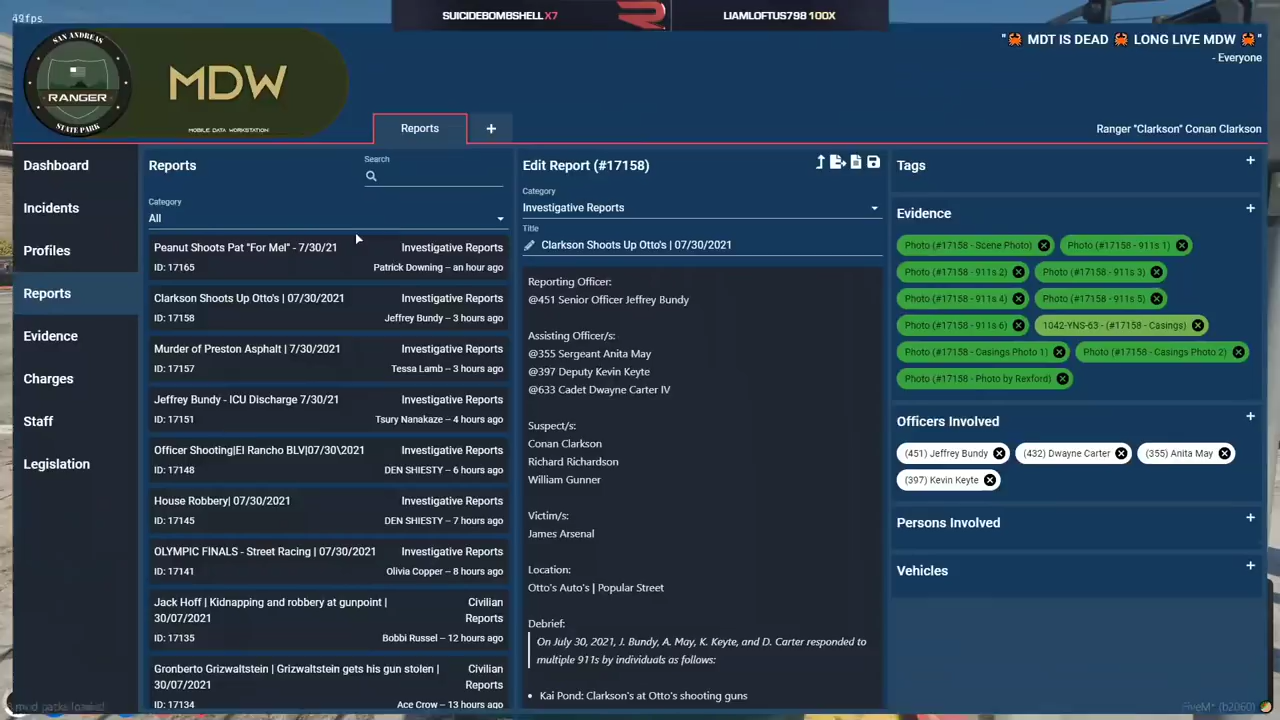 49fps
SUICIDEBOMBSHELL X7
LIAMLOFTUS798 100X
SAN ANDREAS
RANGER
STATE PARK
MDW
MOBILE DATA WORKSTATION
Reports
+
"🦀 MDT IS DEAD 🦀 LONG LIVE MDW 🦀"
- Everyone
Ranger "Clarkson" Conan Clarkson
Dashboard
Incidents
Profiles
Reports
Evidence
Charges
Staff
Legislation
Reports
Search
Category
All
Peanut Shoots Pat "For Mel" - 7/30/21 Investigative Reports
ID: 17165 Patrick Downing – an hour ago
Clarkson Shoots Up Otto's | 07/30/2021 Investigative Reports
ID: 17158 Jeffrey Bundy – 3 hours ago
Murder of Preston Asphalt | 7/30/2021 Investigative Reports
ID: 17157 Tessa Lamb – 3 hours ago
Jeffrey Bundy - ICU Discharge 7/30/21 Investigative Reports
ID: 17151 Tsury Nanakaze – 4 hours ago
Officer Shooting|El Rancho BLV|07/30\2021 Investigative Reports
ID: 17148 DEN SHIESTY – 6 hours ago
House Robbery| 07/30/2021 Investigative Reports
ID: 17145 DEN SHIESTY – 7 hours ago
OLYMPIC FINALS - Street Racing | 07/30/2021 Investigative Reports
ID: 17141 Olivia Copper – 8 hours ago
Jack Hoff | Kidnapping and robbery at gunpoint | Civilian
30/07/2021 Reports
ID: 17135 Bobbi Russel – 12 hours ago
Gronberto Grizwaltstein | Grizwaltstein gets his gun stolen | Civilian
30/07/2021 Reports
ID: 17134 Ace Crow – 13 hours ago
Edit Report (#17158)
Category
Investigative Reports
Title
Clarkson Shoots Up Otto's | 07/30/2021
Reporting Officer:
@451 Senior Officer Jeffrey Bundy
Assisting Officer/s:
@355 Sergeant Anita May
@397 Deputy Kevin Keyte
@633 Cadet Dwayne Carter IV
Suspect/s:
Conan Clarkson
Richard Richardson
William Gunner
Victim/s:
James Arsenal
Location:
Otto's Auto's | Popular Street
Debrief:
On July 30, 2021, J. Bundy, A. May, K. Keyte, and D. Carter responded to
multiple 911s by individuals as follows:
• Kai Pond: Clarkson's at Otto's shooting guns
Tags +
Evidence +
Photo (#17158 - Scene Photo) Photo (#17158 - 911s 1)
Photo (#17158 - 911s 2) Photo (#17158 - 911s 3)
Photo (#17158 - 911s 4) Photo (#17158 - 911s 5)
Photo (#17158 - 911s 6) 1042-YNS-63 - (#17158 - Casings)
Photo (#17158 - Casings Photo 1) Photo (#17158 - Casings Photo 2)
Photo (#17158 - Photo by Rexford)
Officers Involved +
(451) Jeffrey Bundy (432) Dwayne Carter (355) Anita May
(397) Kevin Keyte
Persons Involved +
Vehicles +
mod packs loaded
FiveM* (b2060)